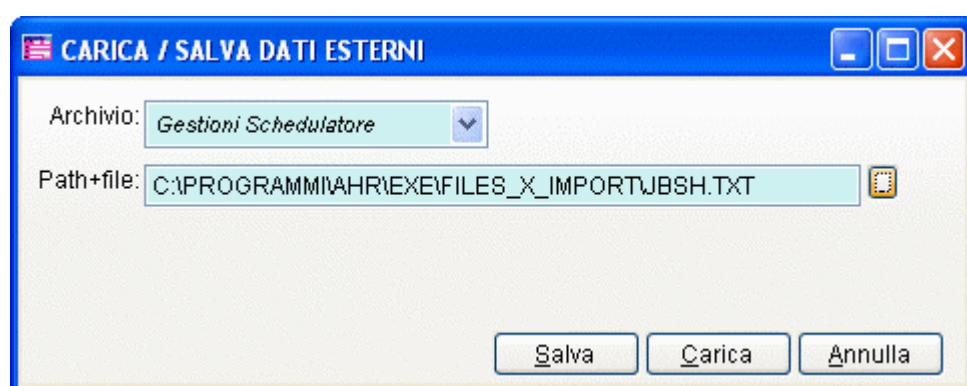 CARICA / SALVA DATI ESTERNI
Archivio: Gestioni Schedulatore
Path+file: C:\PROGRAMMI\AHR\EXE\FILES_X_IMPORT\JBSH.TXT
Salva Carica Annulla